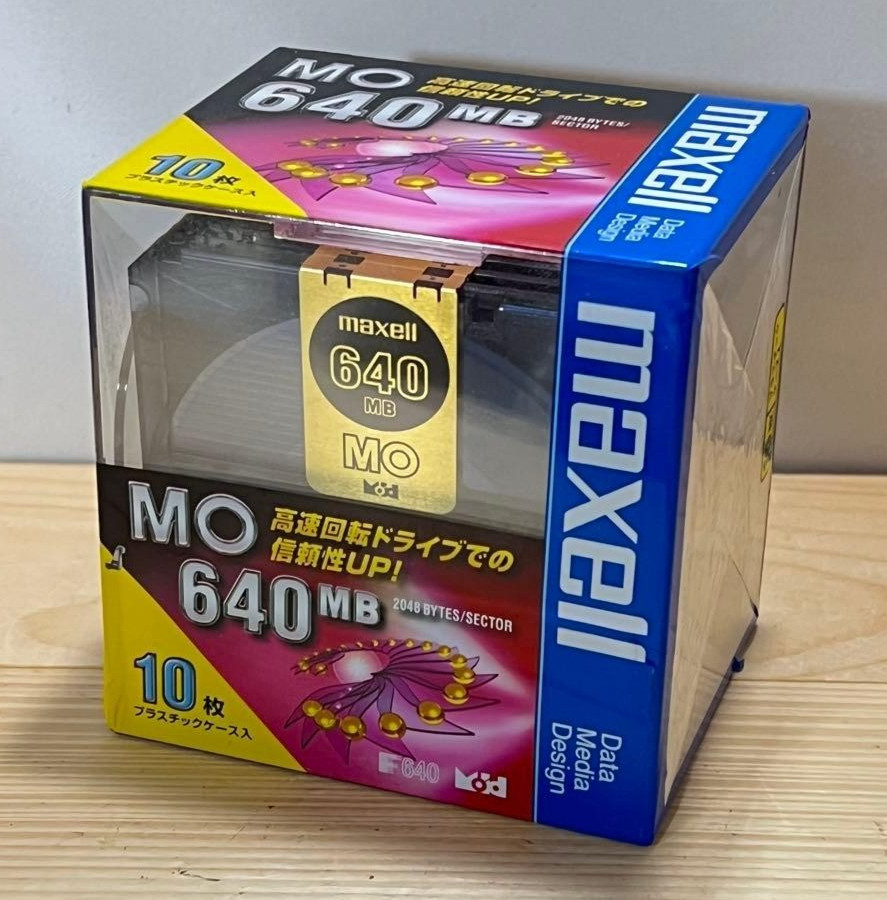 MO
高速回転ドライブでの
信頼性UP!
640MB
2048 BYTES/
SECTOR
10枚
プラスチックケース入
maxell
Data
Media
Design
maxell
640
MB
MO
MO
高速回転ドライブでの
信頼性UP!
640MB
2048 BYTES/SECTOR
10枚
プラスチックケース入
640
maxell
Data
Media
Design